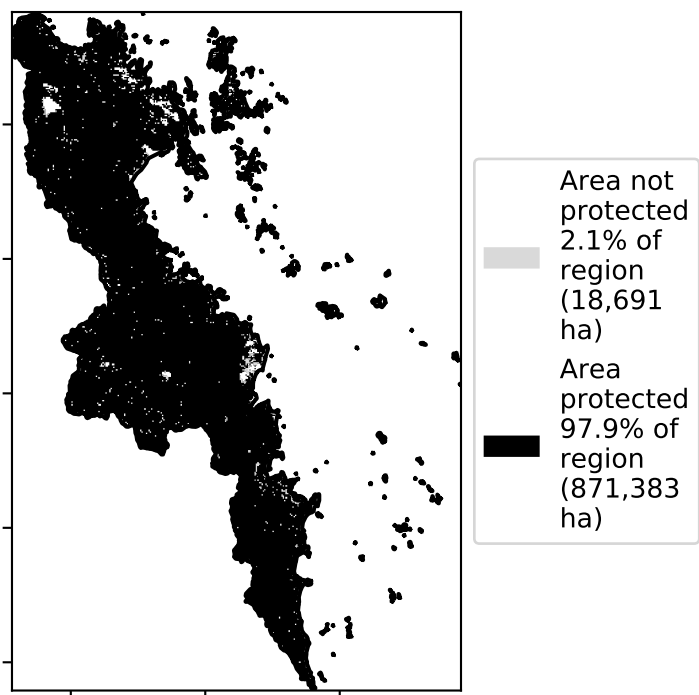 Area not
protected
2.1% of
region
(18,691
ha)
Area
protected
97.9% of
region
(871,383
ha)